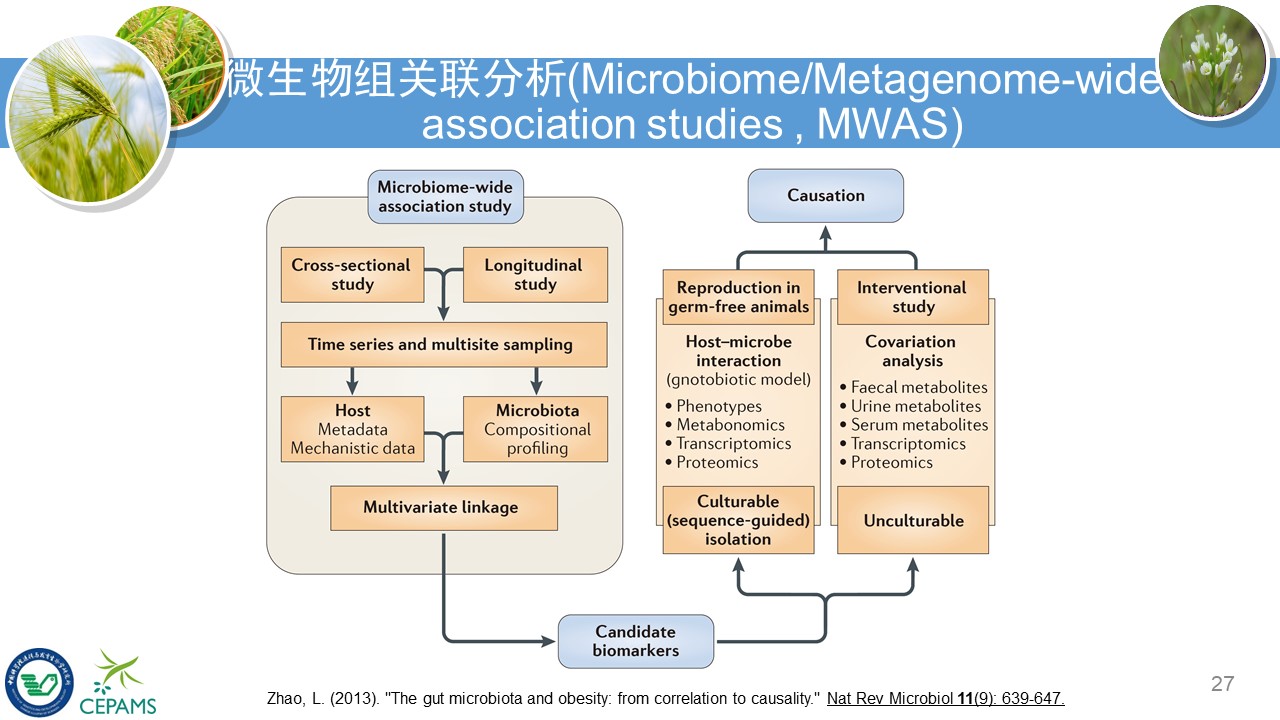 微生物组关联分析(Microbiome/Metagenome-wide
association studies , MWAS)
Microbiome-wide
association study
Cross-sectional
study
Longitudinal
study
Time series and multisite sampling
Host
Metadata
Mechanistic data
Microbiota
Compositional
profiling
Multivariate linkage
Candidate
biomarkers
Causation
Reproduction in
germ-free animals
Host–microbe
interaction
(gnotobiotic model)
• Phenotypes
• Metabonomics
• Transcriptomics
• Proteomics
Culturable
(sequence-guided)
isolation
Interventional
study
Covariation
analysis
• Faecal metabolites
• Urine metabolites
• Serum metabolites
• Transcriptomics
• Proteomics
Unculturable
CEPAMS
Zhao, L. (2013). "The gut microbiota and obesity: from correlation to causality." Nat Rev Microbiol 11(9): 639-647.
27